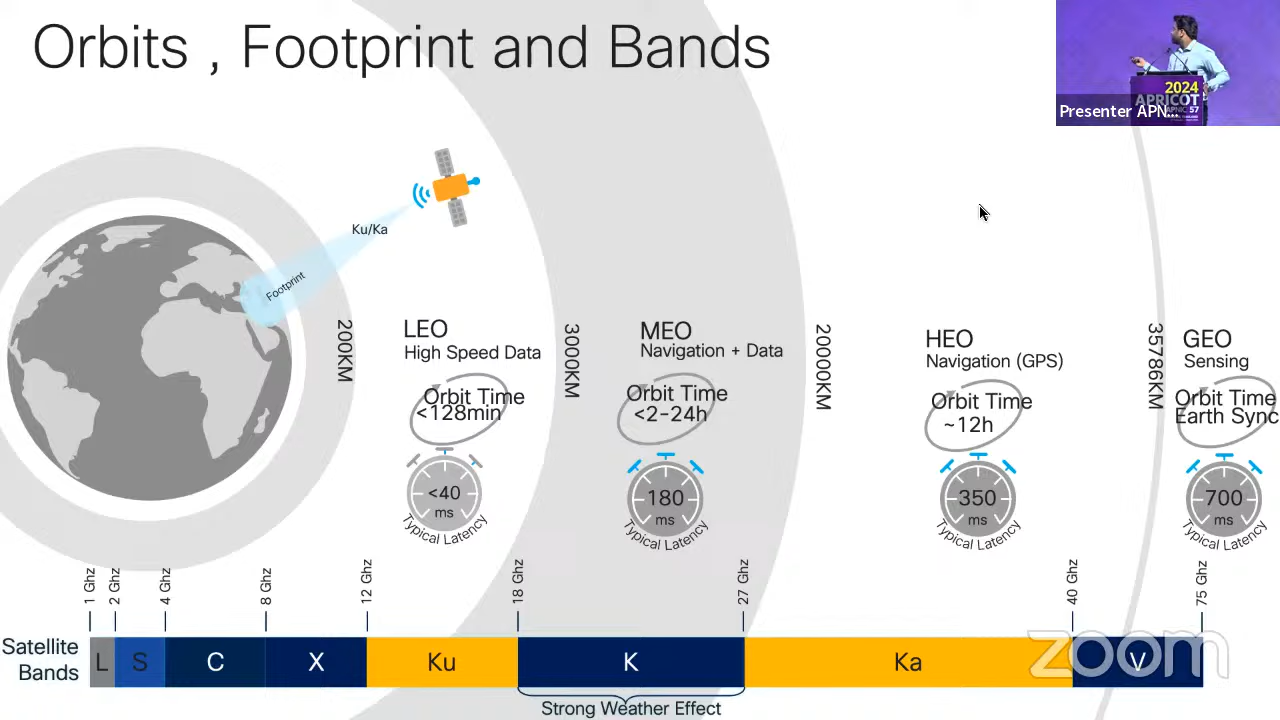 Orbits , Footprint and Bands
2024
APRICOT
APNIC 57
Presenter APN...
Ku/Ka
Footprint
200KM
LEO
High Speed Data
Orbit Time
<128min
<40
ms
Typical Latency
3000KM
MEO
Navigation + Data
Orbit Time
<2-24h
180
ms
Typical Latency
20000KM
HEO
Navigation (GPS)
Orbit Time
~12h
350
ms
Typical Latency
35786KM
GEO
Sensing
Orbit Time
Earth Sync
700
ms
Typical Latency
1 Ghz
2 Ghz
4 Ghz
8 Ghz
12 Ghz
18 Ghz
27 Ghz
40 Ghz
75 Ghz
Satellite
Bands
L S C X Ku K Ka V
zoom
Strong Weather Effect